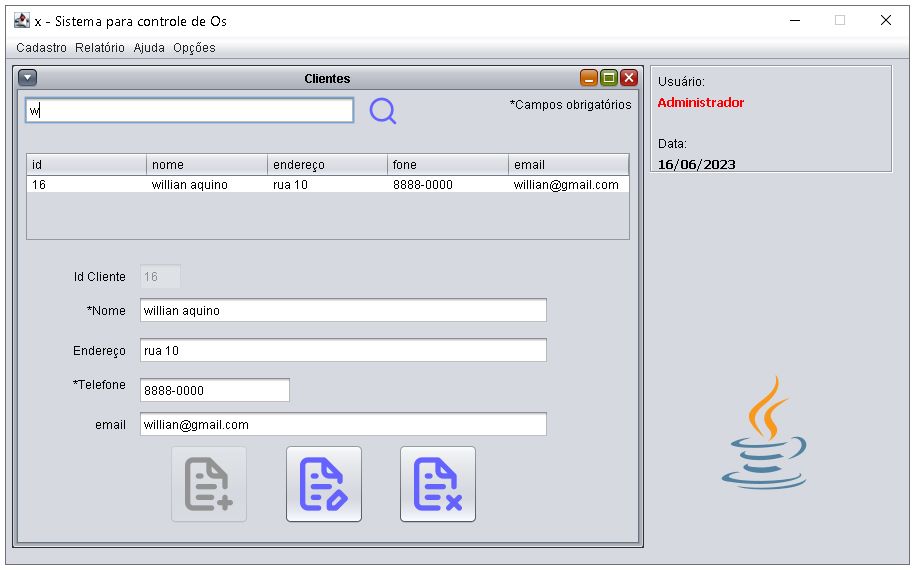 x - Sistema para controle de Os
Cadastro Relatório Ajuda Opções
Clientes
w
*Campos obrigatórios
id nome endereço fone email
16 willian aquino rua 10 8888-0000 willian@gmail.com
Id Cliente 16
*Nome willian aquino
Endereço rua 10
*Telefone 8888-0000
email willian@gmail.com
Usuário:
Administrador
Data:
16/06/2023